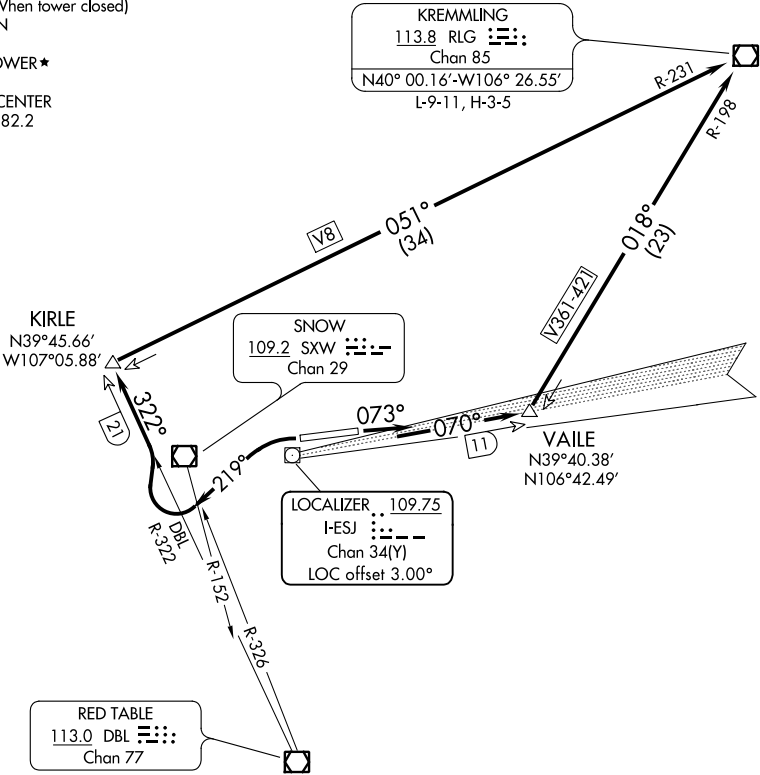 When tower closed)
N
OWER★
CENTER
82.2
KREMMLING
113.8 RLG
Chan 85
N40° 00.16'-W106° 26.55'
L-9-11, H-3-5
R-231
R-198
V8
051°
(34)
018°
(23)
V361-421
KIRLE
N39°45.66'
W107°05.88'
SNOW
109.2 SXW
Chan 29
322°
21
073°
070°
11
VAILE
N39°40.38'
N106°42.49'
219°
LOCALIZER 109.75
I-ESJ
Chan 34(Y)
LOC offset 3.00°
DBL
R-322
R-152
R-326
RED TABLE
113.0 DBL
Chan 77